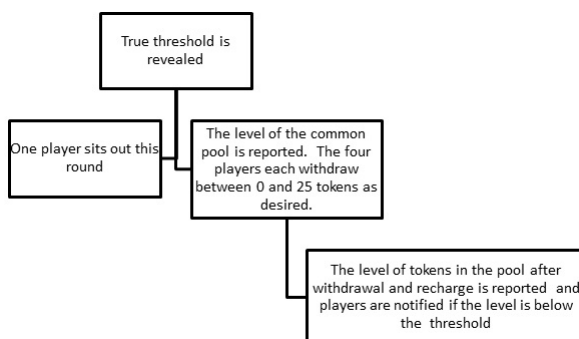 True threshold is
revealed
One player sits out this
round
The level of the common
pool is reported. The four
players each withdraw
between 0 and 25 tokens as
desired.
The level of tokens in the pool after
withdrawal and recharge is reported and
players are notified if the level is below
the threshold